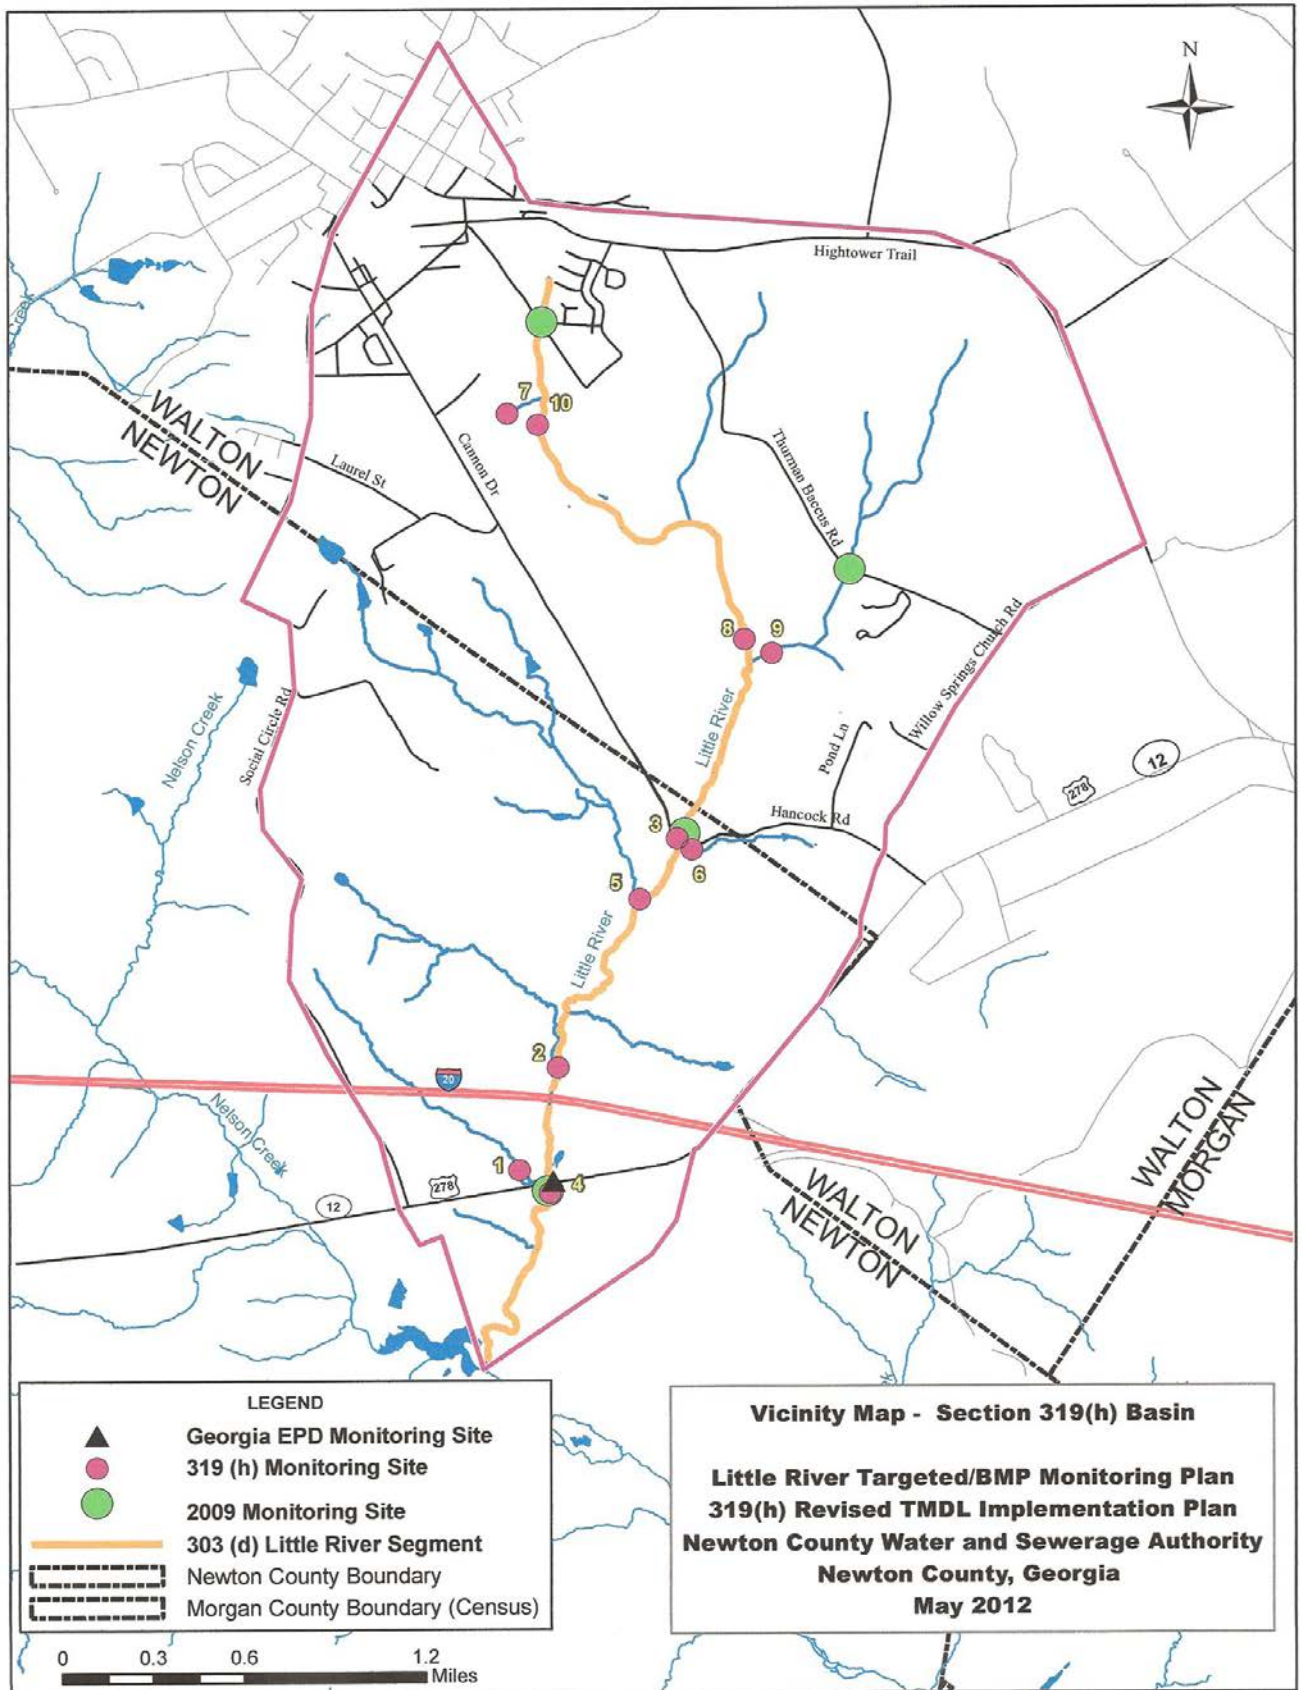 N
Hightower Trail
Creek
7
10
WALTON
NEWTON
Laurel St
Cannon Dr
Thurman Baccus Rd
8
9
Willow Springs Church Rd
Nelson Creek
Social Circle Rd
Little River
Pond Ln
12
278
Hancock Rd
3
6
5
Little River
2
20
Nelson Creek
WALTON
MORGAN
1
4
278
12
WALTON
NEWTON
LEGEND
Georgia EPD Monitoring Site
319 (h) Monitoring Site
2009 Monitoring Site
303 (d) Little River Segment
Newton County Boundary
Morgan County Boundary (Census)
0 0.3 0.6 1.2
Miles
Vicinity Map - Section 319(h) Basin
Little River Targeted/BMP Monitoring Plan
319(h) Revised TMDL Implementation Plan
Newton County Water and Sewerage Authority
Newton County, Georgia
May 2012